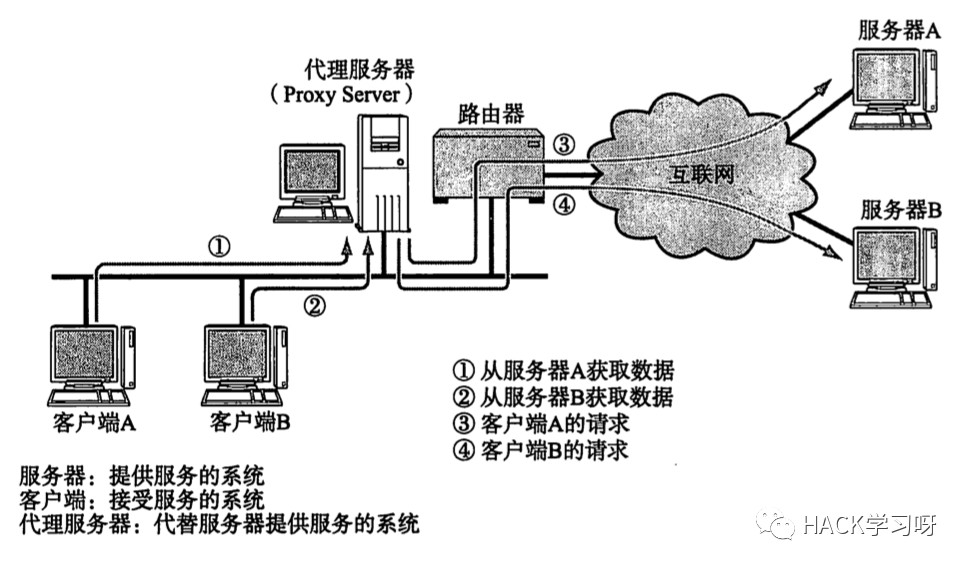 服务器A
代理服务器
（Proxy Server）
路由器
③
互联网
④
服务器B
①
②
客户端A
客户端B
① 从服务器A获取数据
② 从服务器B获取数据
③ 客户端A的请求
④ 客户端B的请求
服务器：提供服务的系统
客户端：接受服务的系统
代理服务器：代替服务器提供服务的系统
HACK学习呀